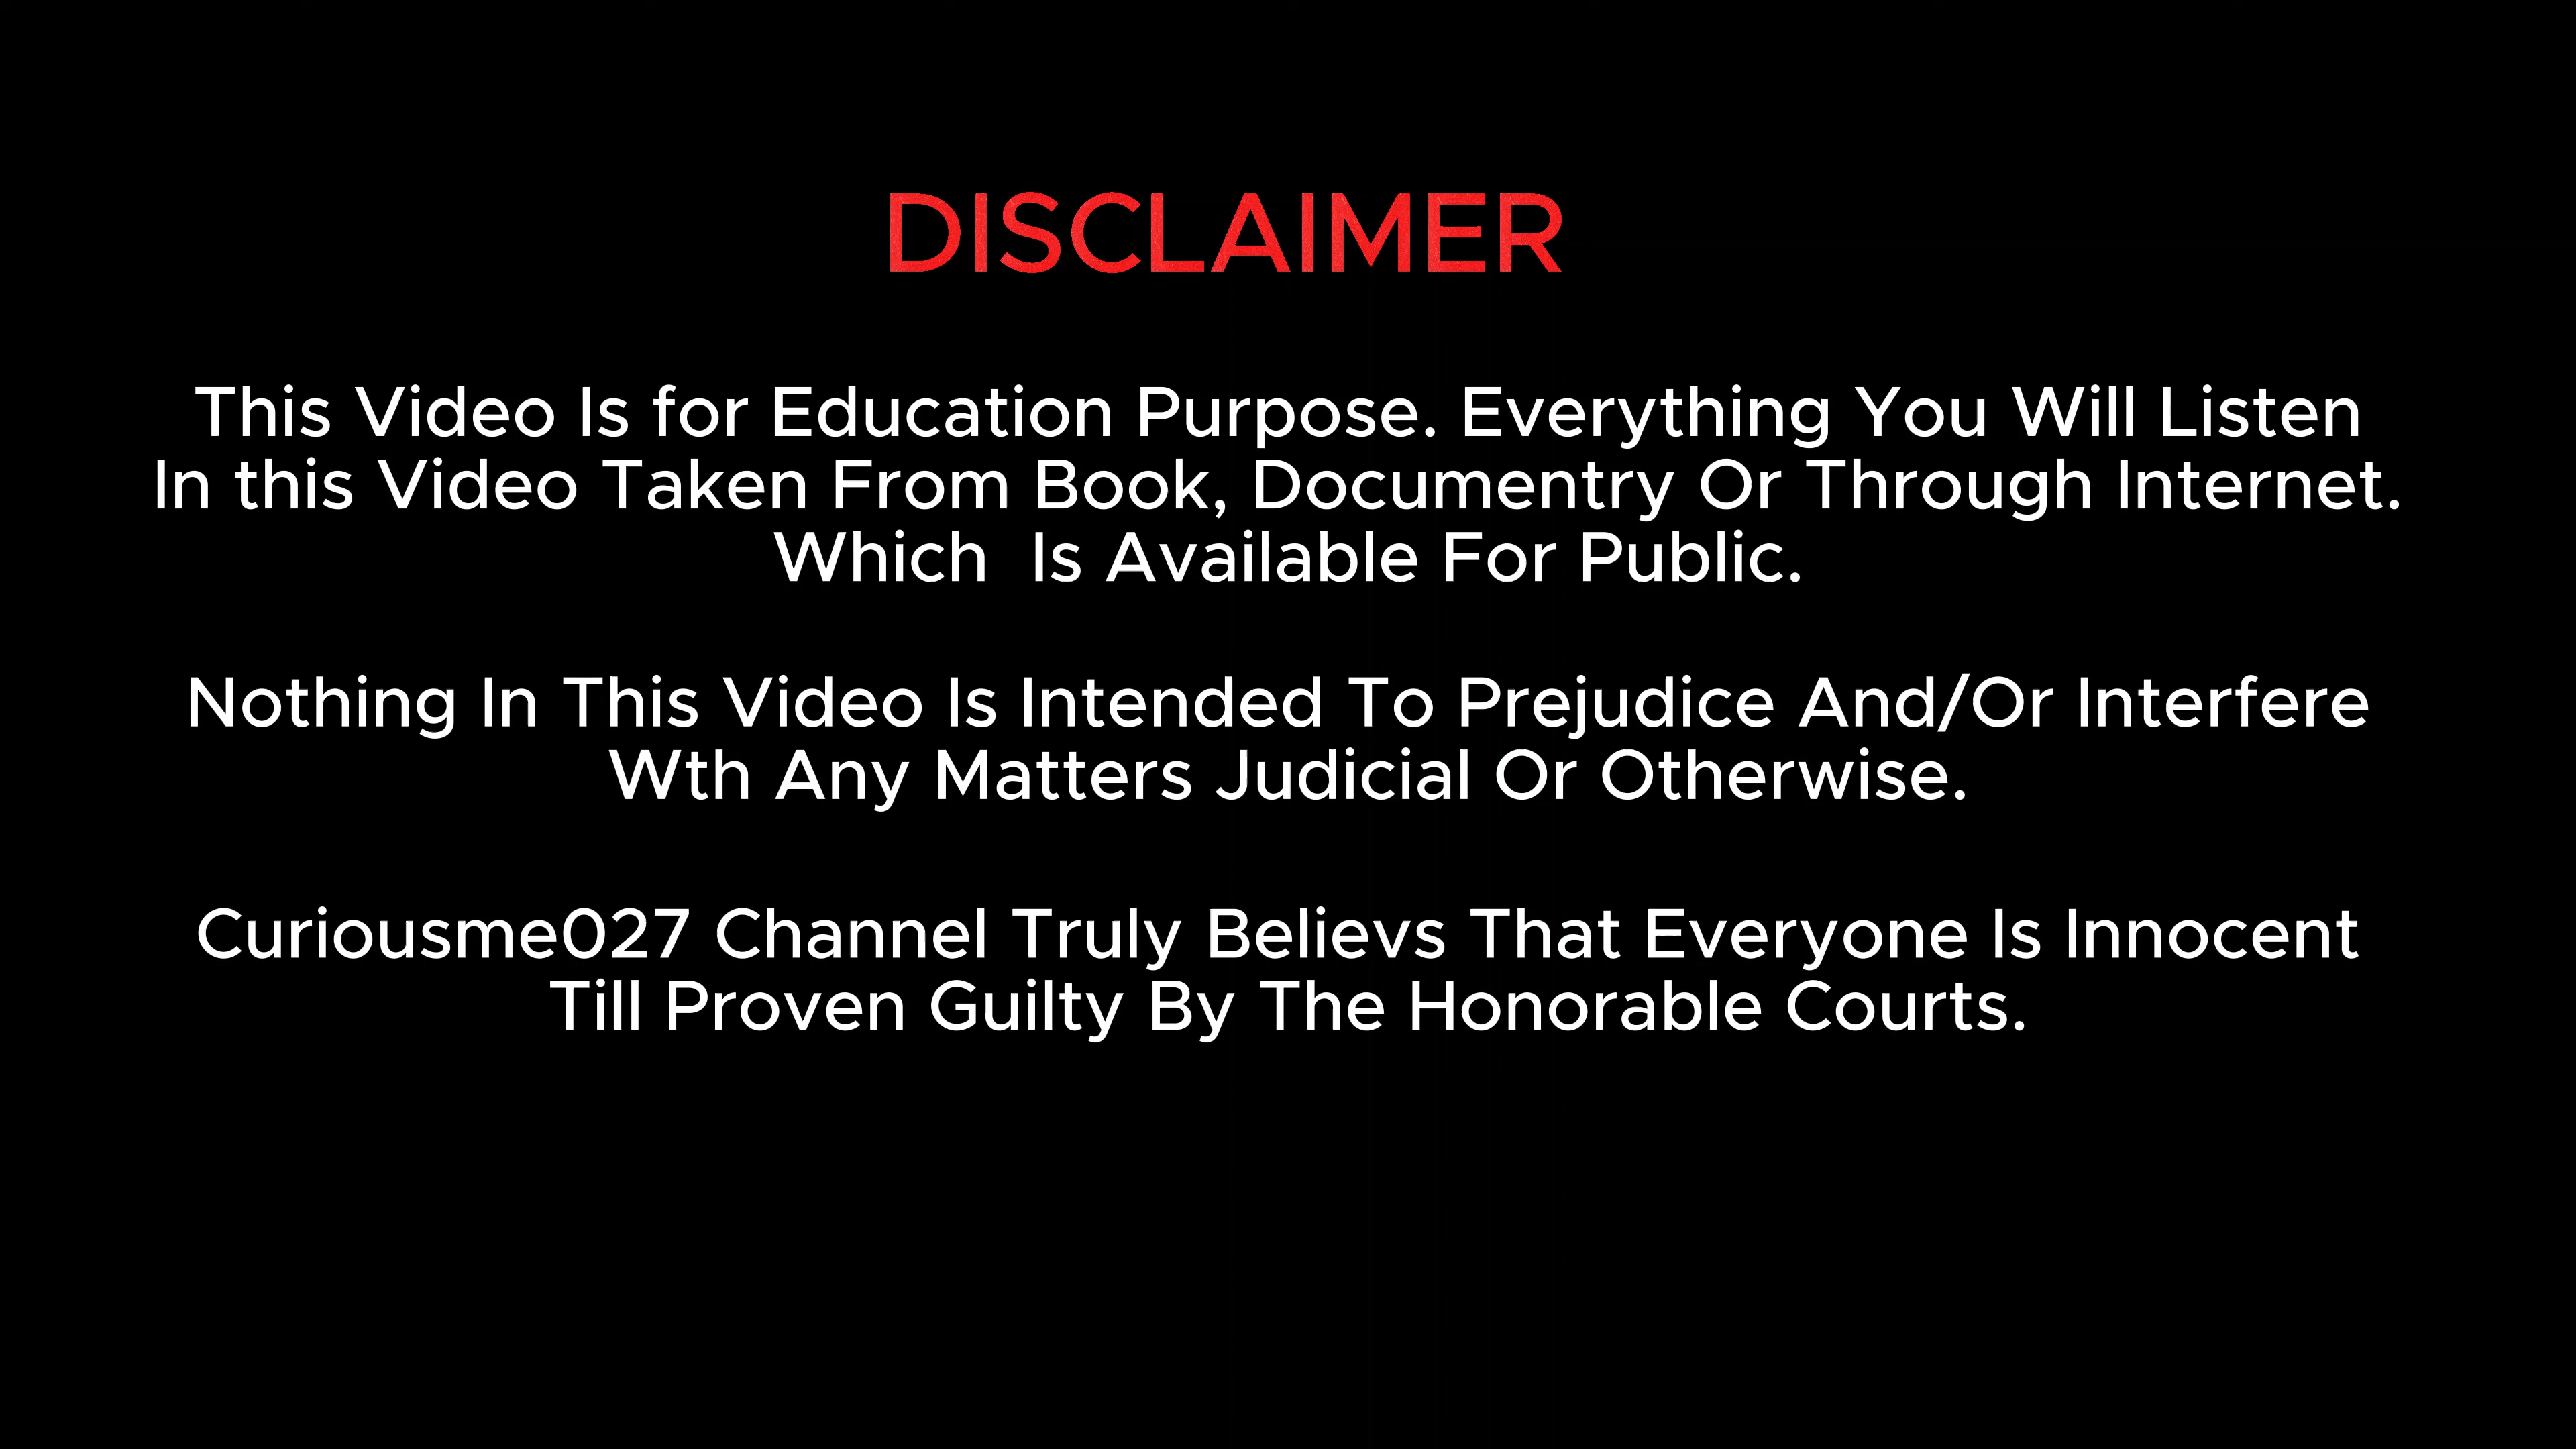 DISCLAIMER
This Video Is for Education Purpose. Everything You Will Listen
In this Video Taken From Book, Documentry Or Through Internet.
Which  Is Available For Public.
Nothing In This Video Is Intended To Prejudice And/Or Interfere
Wth Any Matters Judicial Or Otherwise.
Curiousme027 Channel Truly Believs That Everyone Is Innocent
Till Proven Guilty By The Honorable Courts.